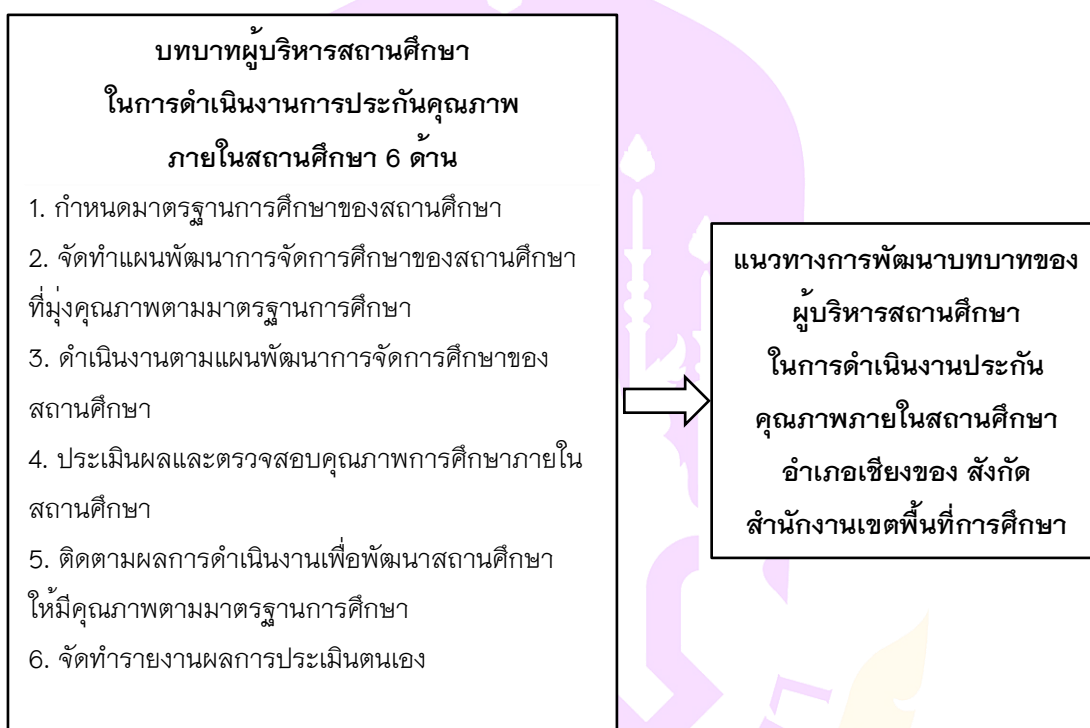 บทบาทผู้บริหารสถานศึกษา
ในการดำเนินงานการประกันคุณภาพ
ภายในสถานศึกษา 6 ด้าน
1. กำหนดมาตรฐานการศึกษาของสถานศึกษา
2. จัดทำแผนพัฒนาการจัดการศึกษาของสถานศึกษา
ที่มุ่งคุณภาพตามมาตรฐานการศึกษา
3. ดำเนินงานตามแผนพัฒนาการจัดการศึกษาของ
สถานศึกษา
4. ประเมินผลและตรวจสอบคุณภาพการศึกษาภายใน
สถานศึกษา
5. ติดตามผลการดำเนินงานเพื่อพัฒนาสถานศึกษา
ให้มีคุณภาพตามมาตรฐานการศึกษา
6. จัดทำรายงานผลการประเมินตนเอง
แนวทางการพัฒนาบทบาทของ
ผู้บริหารสถานศึกษา
ในการดำเนินงานประกัน
คุณภาพภายในสถานศึกษา
อำเภอเชียงของ สังกัด
สำนักงานเขตพื้นที่การศึกษา